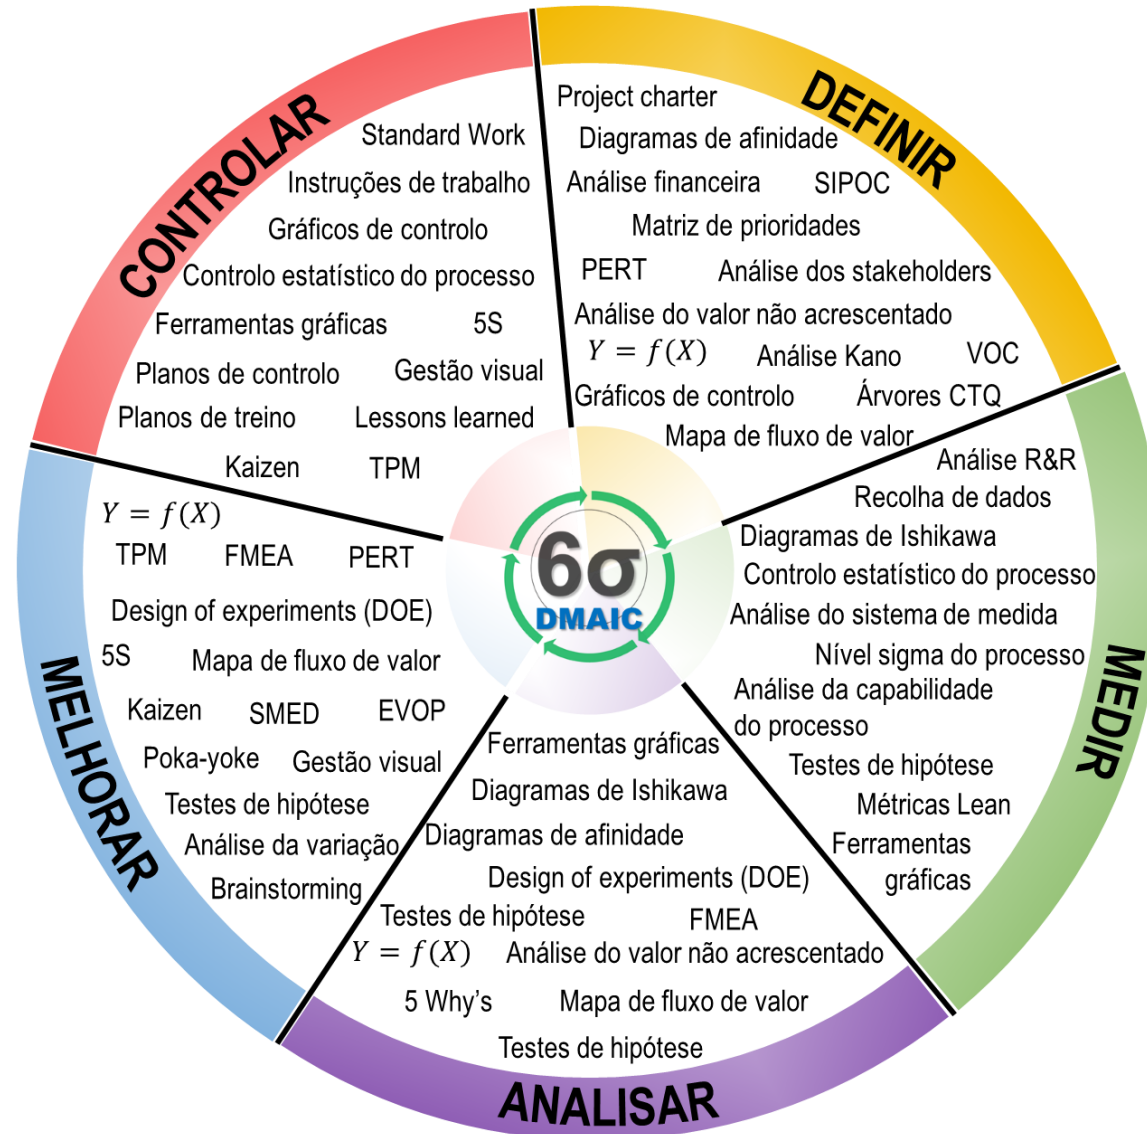 DEFINIR
Project charter
Diagramas de afinidade
Análise financeira SIPOC
Matriz de prioridades
PERT Análise dos stakeholders
Análise do valor não acrescentado
Y = f(X) Análise Kano VOC
Gráficos de controlo Árvores CTQ
Mapa de fluxo de valor
MEDIR
Análise R&R
Recolha de dados
Diagramas de Ishikawa
Controlo estatístico do processo
Análise do sistema de medida
Nível sigma do processo
Análise da capabilidade
do processo
Testes de hipótese
Métricas Lean
Ferramentas
gráficas
ANALISAR
Ferramentas gráficas
Diagramas de Ishikawa
Diagramas de afinidade
Design of experiments (DOE)
Testes de hipótese FMEA
Y = f(X) Análise do valor não acrescentado
5 Why's Mapa de fluxo de valor
Testes de hipótese
MELHORAR
Y = f(X)
TPM FMEA PERT
Design of experiments (DOE)
5S Mapa de fluxo de valor
Kaizen SMED EVOP
Poka-yoke Gestão visual
Testes de hipótese
Análise da variação
Brainstorming
CONTROLAR
Standard Work
Instruções de trabalho
Gráficos de controlo
Controlo estatístico do processo
Ferramentas gráficas 5S
Planos de controlo Gestão visual
Planos de treino Lessons learned
Kaizen TPM
6σ
DMAIC